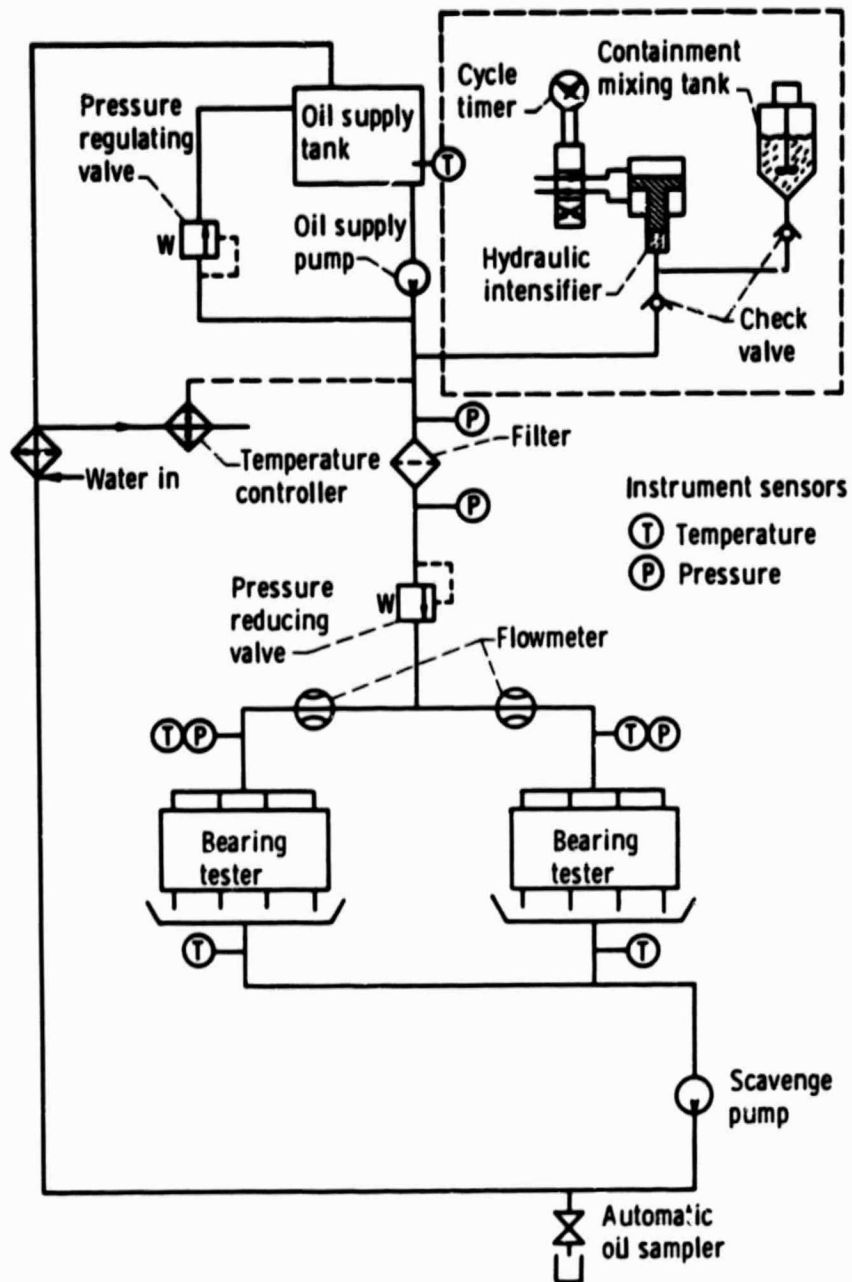 Containment
mixing tank
Cycle
timer
Pressure
regulating
valve
Oil supply
tank
T
W
Oil supply
pump
Hydraulic
intensifier
Check
valve
P
Filter
Water in
Temperature
controller
P
Instrument sensors
T Temperature
P Pressure
Pressure
reducing
valve
W
Flowmeter
T P
T P
Bearing
tester
Bearing
tester
T
T
Scavenge
pump
Automatic
oil sampler